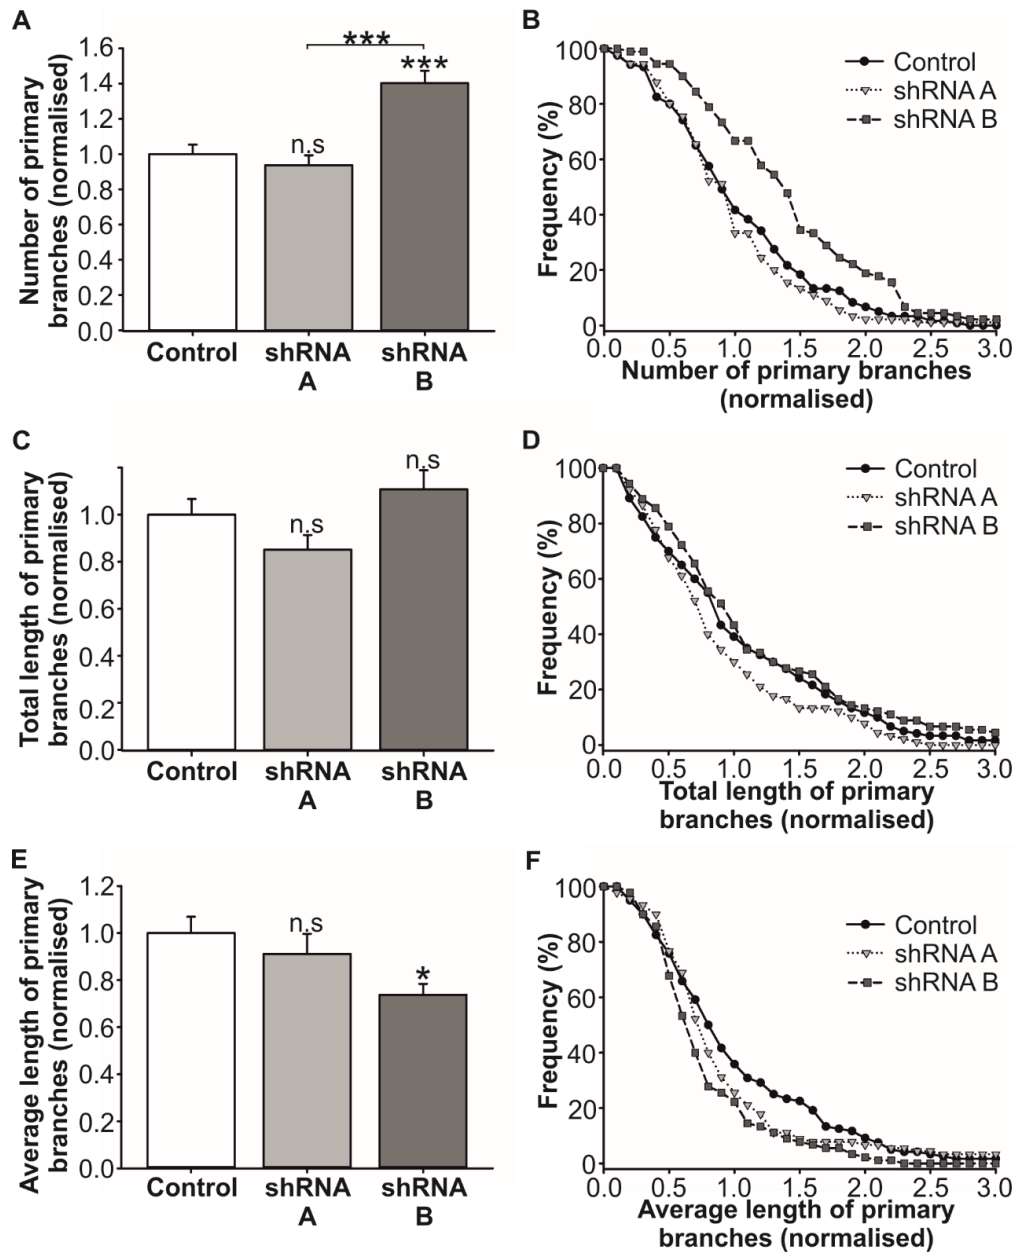 A
Number of primary
branches (normalised)
1.6
1.4
1.2
1.0
0.8
0.6
0.4
0.2
0.0
***
***
n.s
Control
shRNA
A
shRNA
B
B
Frequency (%)
100
80
60
40
20
0
Control
shRNA A
shRNA B
0.0 0.5 1.0 1.5 2.0 2.5 3.0
Number of primary branches
(normalised)
C
Total length of primary
branches (normalised)
1.0
0.8
0.6
0.4
0.2
0.0
n.s
n.s
Control
shRNA
A
shRNA
B
D
Frequency (%)
100
80
60
40
20
0
Control
shRNA A
shRNA B
0.0 0.5 1.0 1.5 2.0 2.5 3.0
Total length of primary
branches (normalised)
E
Average length of primary
branches (normalised)
1.2
1.0
0.8
0.6
0.4
0.2
0.0
n.s
*
Control
shRNA
A
shRNA
B
F
Frequency (%)
100
80
60
40
20
0
Control
shRNA A
shRNA B
0.0 0.5 1.0 1.5 2.0 2.5 3.0
Average length of primary
branches (normalised)